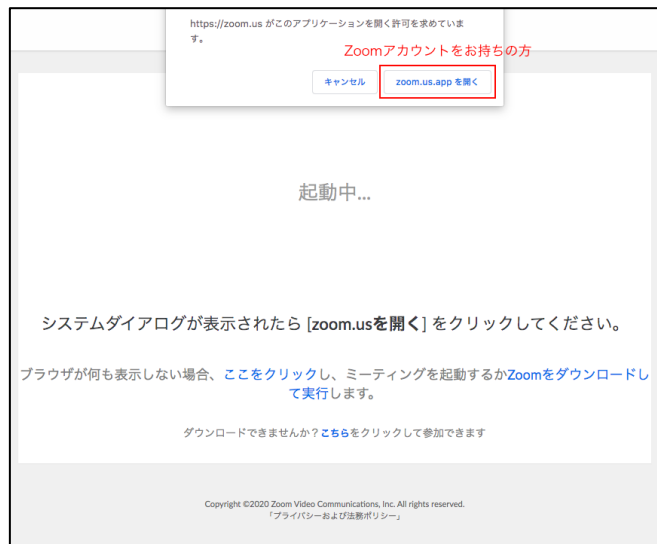 https://zoom.us がこのアプリケーションを開く許可を求めていま
す。
Zoomアカウントをお持ちの方
キャンセル
zoom.us.app を開く
起動中...
システムダイアログが表示されたら [zoom.usを開く] をクリックしてください。
ブラウザが何も表示しない場合、ここをクリックし、ミーティングを起動するかZoomをダウンロードし
て実行します。
ダウンロードできませんか？こちらをクリックして参加できます
Copyright ©2020 Zoom Video Communications, Inc. All rights reserved.
「プライバシーおよび法務ポリシー」